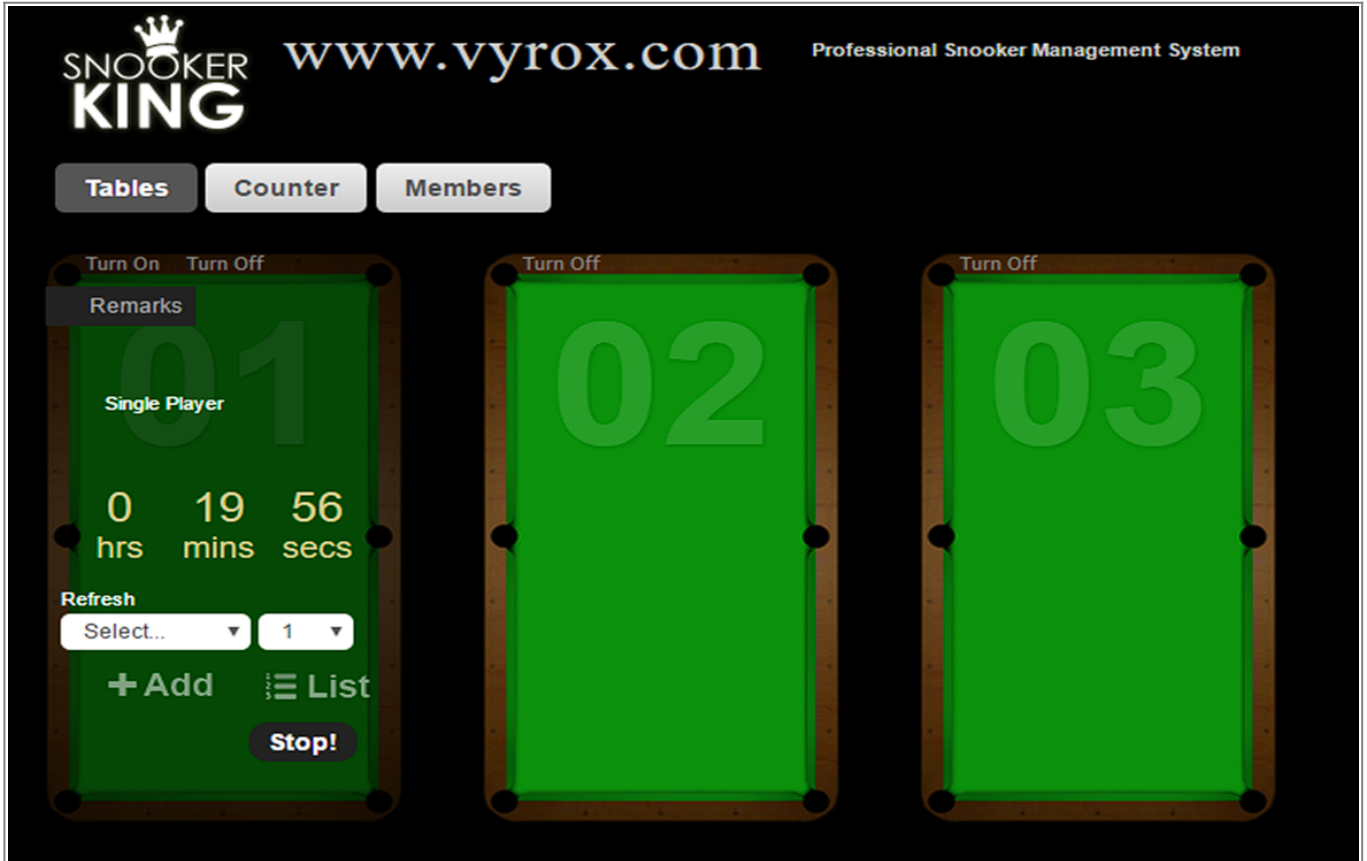 SNOOKER
KING
www.vyrox.com
Professional Snooker Management System
Tables
Counter
Members
Turn On
Turn Off
Turn Off
Turn Off
Remarks
01
02
03
Single Player
0
19
56
hrs
mins
secs
Refresh
Select...
1
+ Add
List
Stop!